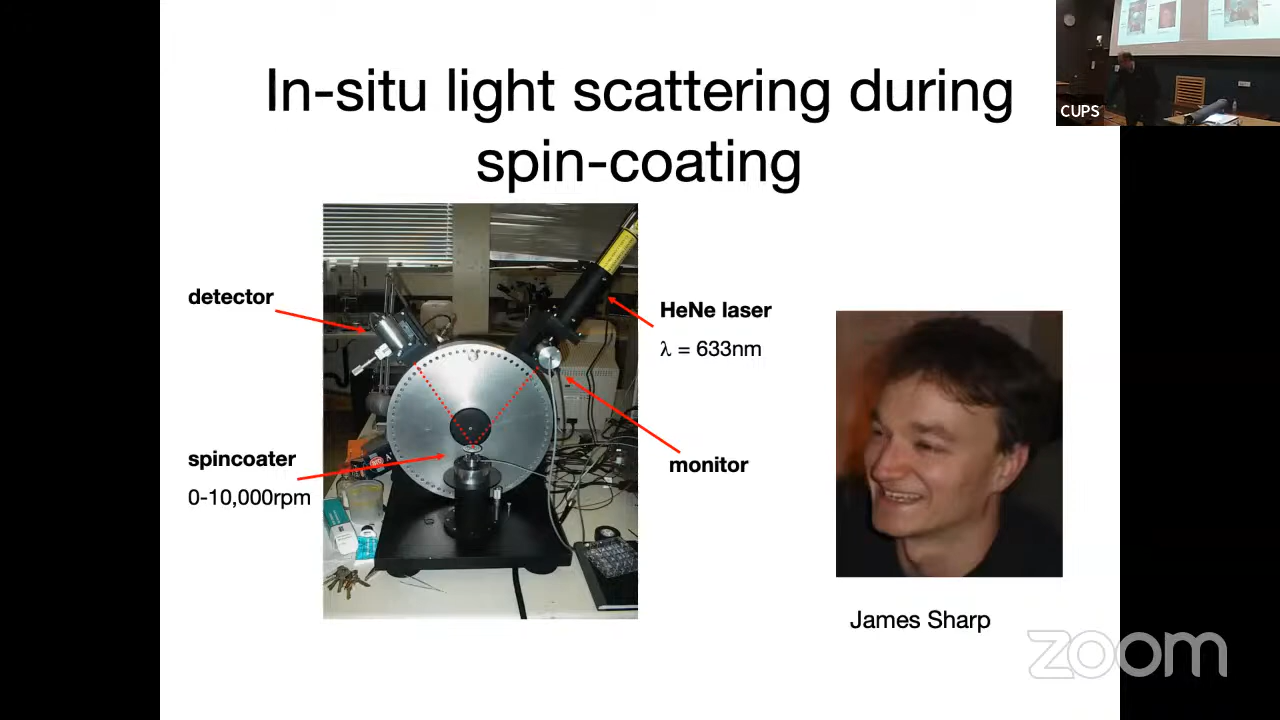 In-situ light scattering during
spin-coating
CUPS
detector
HeNe laser
λ = 633nm
spincoater
0-10,000rpm
monitor
James Sharp
zoom